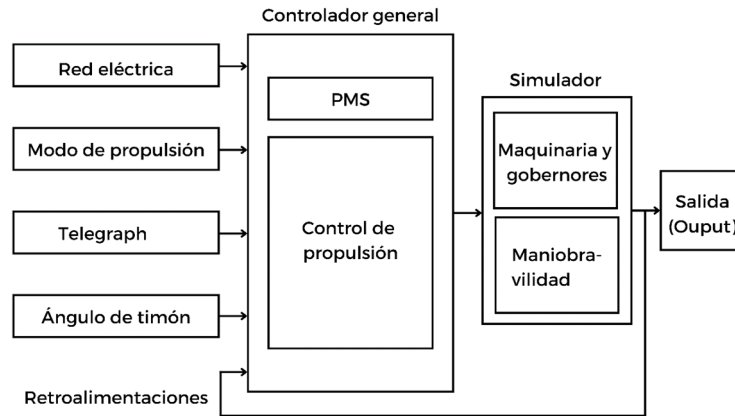 Controlador general
Red eléctrica
PMS
Modo de propulsión
Telegraph
Ángulo de timón
Control de
propulsión
Simulador
Maquinaria y
gobernores
Maniobra-
vilidad
Salida
(Ouput)
Retroalimentaciones